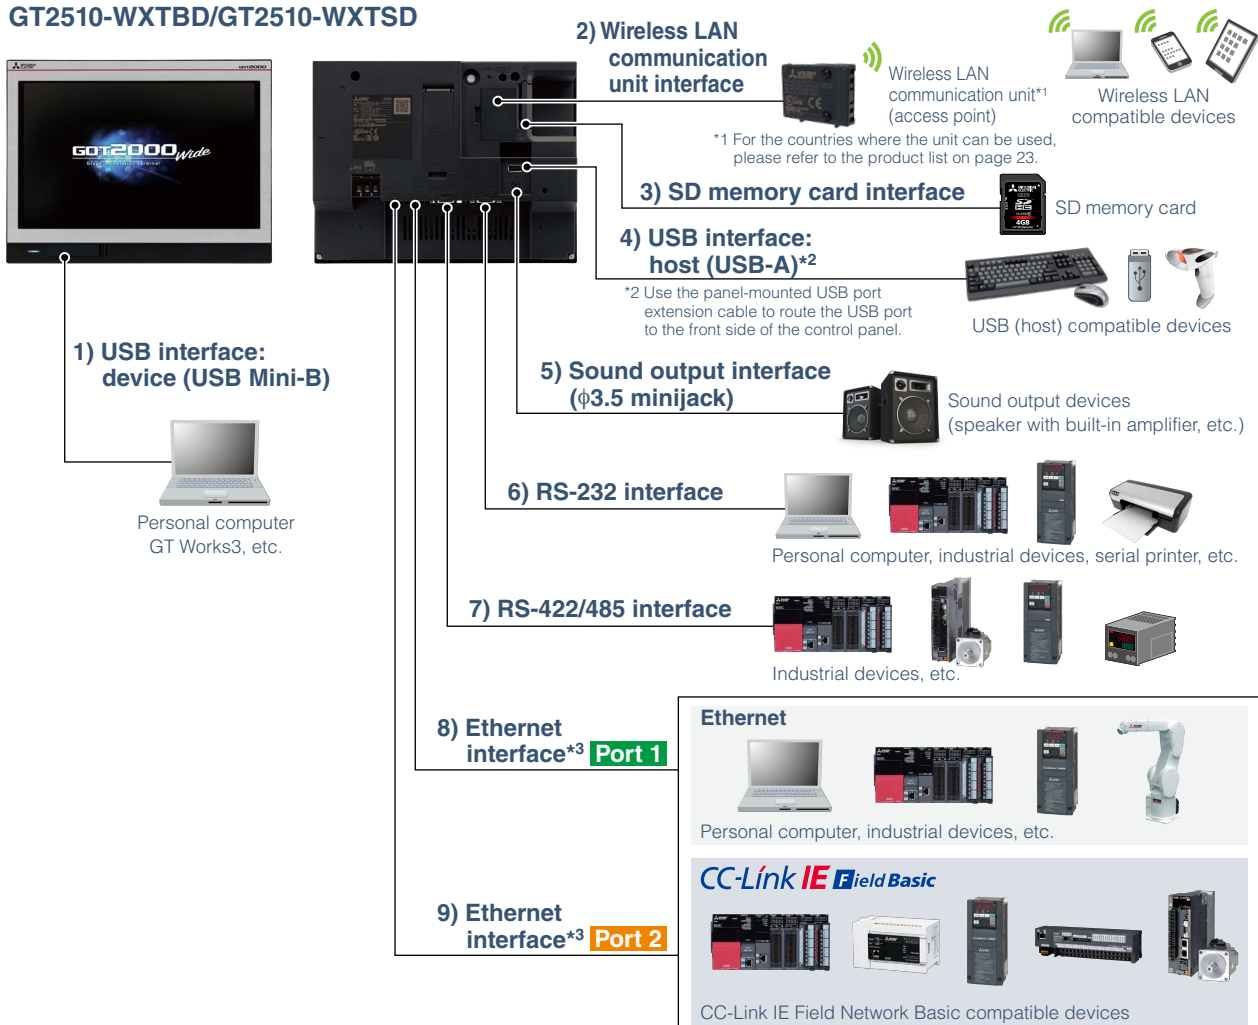 GT2510-WXTBD/GT2510-WXTSD
MITSUBISHI ELECTRIC
GOT2000
GOT2000 Wide
Graphic Operation Terminal
2) Wireless LAN
communication
unit interface
Wireless LAN
communication unit*1
(access point)
Wireless LAN
compatible devices
*1 For the countries where the unit can be used,
please refer to the product list on page 23.
3) SD memory card interface
4GB
SD memory card
4) USB interface:
host (USB-A)*2
*2 Use the panel-mounted USB port
extension cable to route the USB port
to the front side of the control panel.
USB (host) compatible devices
1) USB interface:
device (USB Mini-B)
Personal computer
GT Works3, etc.
5) Sound output interface
(ϕ3.5 minijack)
Sound output devices
(speaker with built-in amplifier, etc.)
6) RS-232 interface
Personal computer, industrial devices, serial printer, etc.
7) RS-422/485 interface
Industrial devices, etc.
8) Ethernet
interface*3 Port 1
Ethernet
Personal computer, industrial devices, etc.
9) Ethernet
interface*3 Port 2
CC-Link IE Field Basic
CC-Link IE Field Network Basic compatible devices